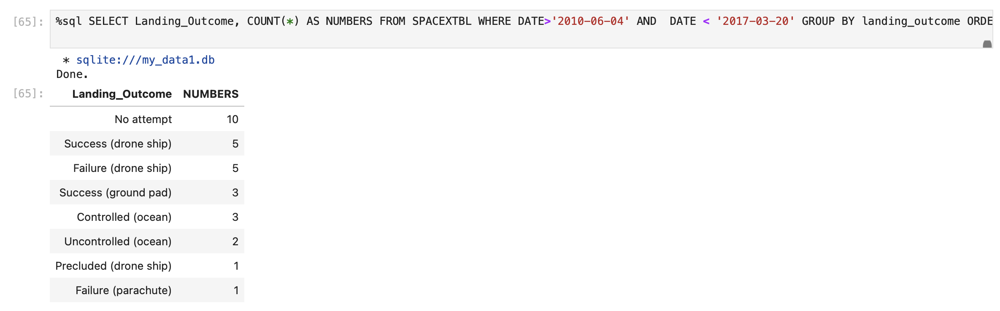 [65]: %sql SELECT Landing_Outcome, COUNT(*) AS NUMBERS FROM SPACEXTBL WHERE DATE>'2010-06-04' AND  DATE < '2017-03-20' GROUP BY landing_outcome ORDE
* sqlite:///my_data1.db
Done.
[65]: Landing_Outcome NUMBERS
No attempt 10
Success (drone ship) 5
Failure (drone ship) 5
Success (ground pad) 3
Controlled (ocean) 3
Uncontrolled (ocean) 2
Precluded (drone ship) 1
Failure (parachute) 1